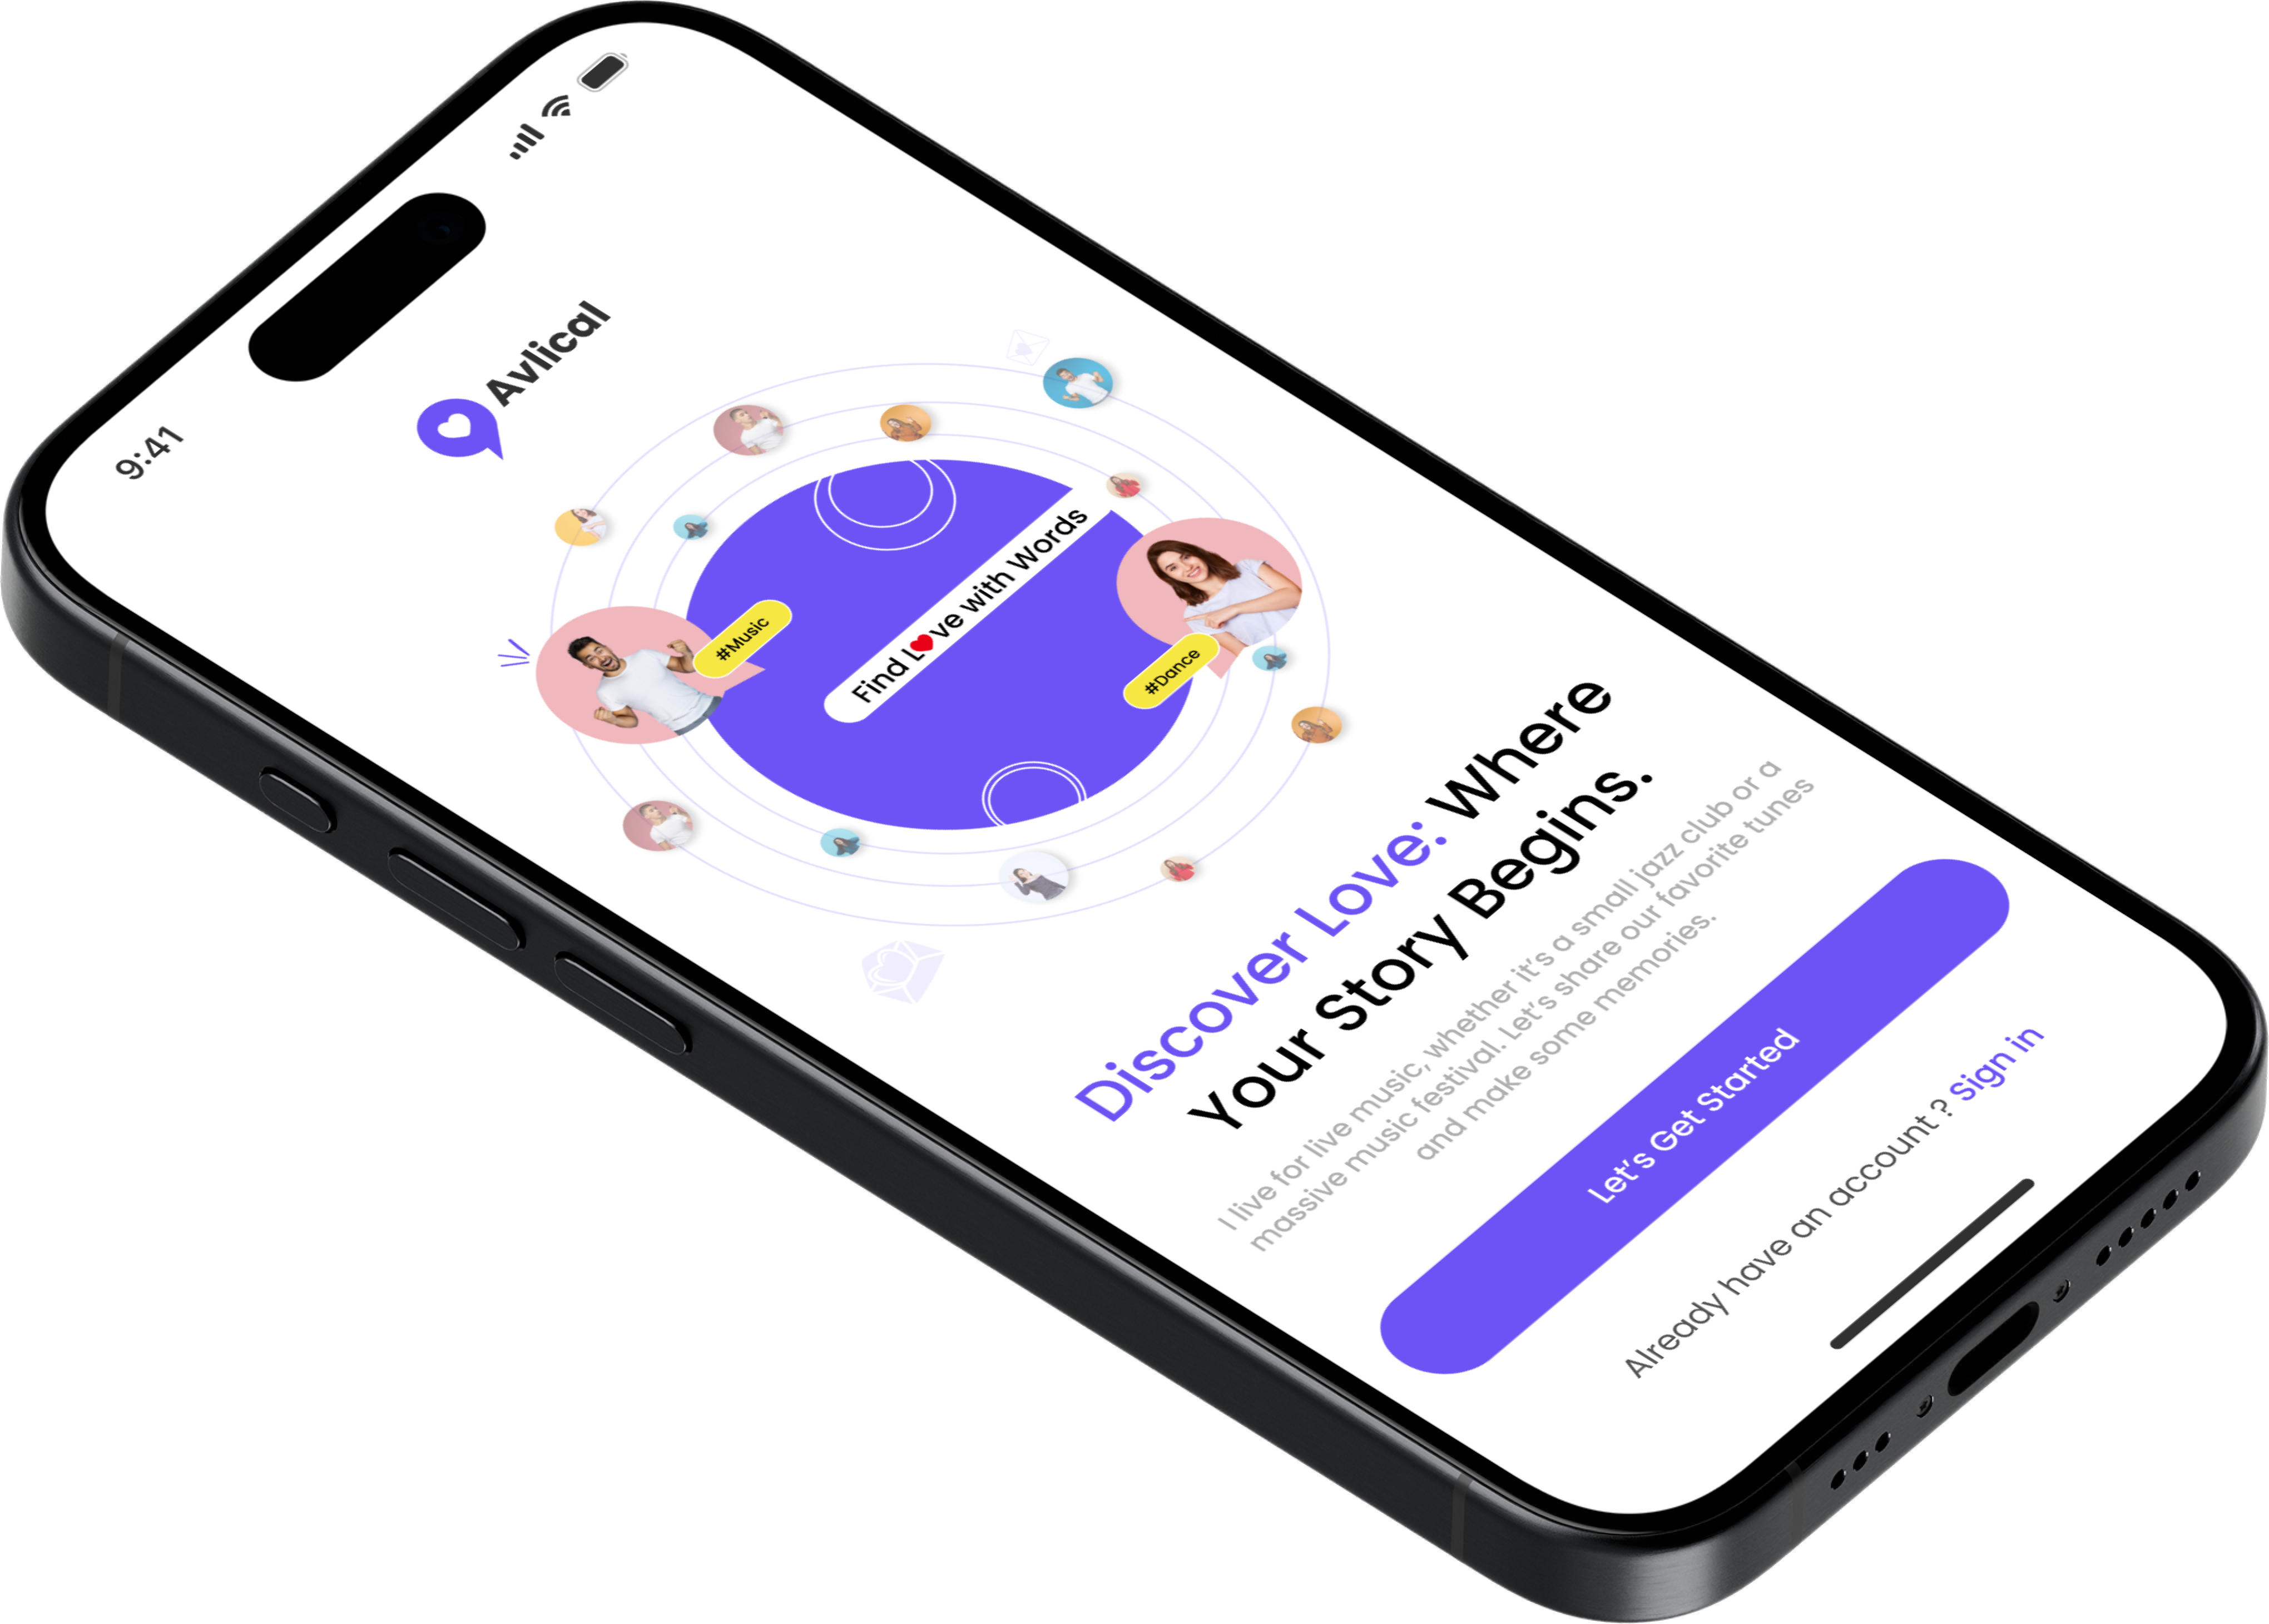 9:41
Avlical
Find Love with Words
#Music
#Dance
Discover Love: Where
Your Story Begins.
I live for live music, whether it's a small jazz club or a
massive music festival. Let's share our favorite tunes
and make some memories.
Let's Get Started
Already have an account ? Sign in